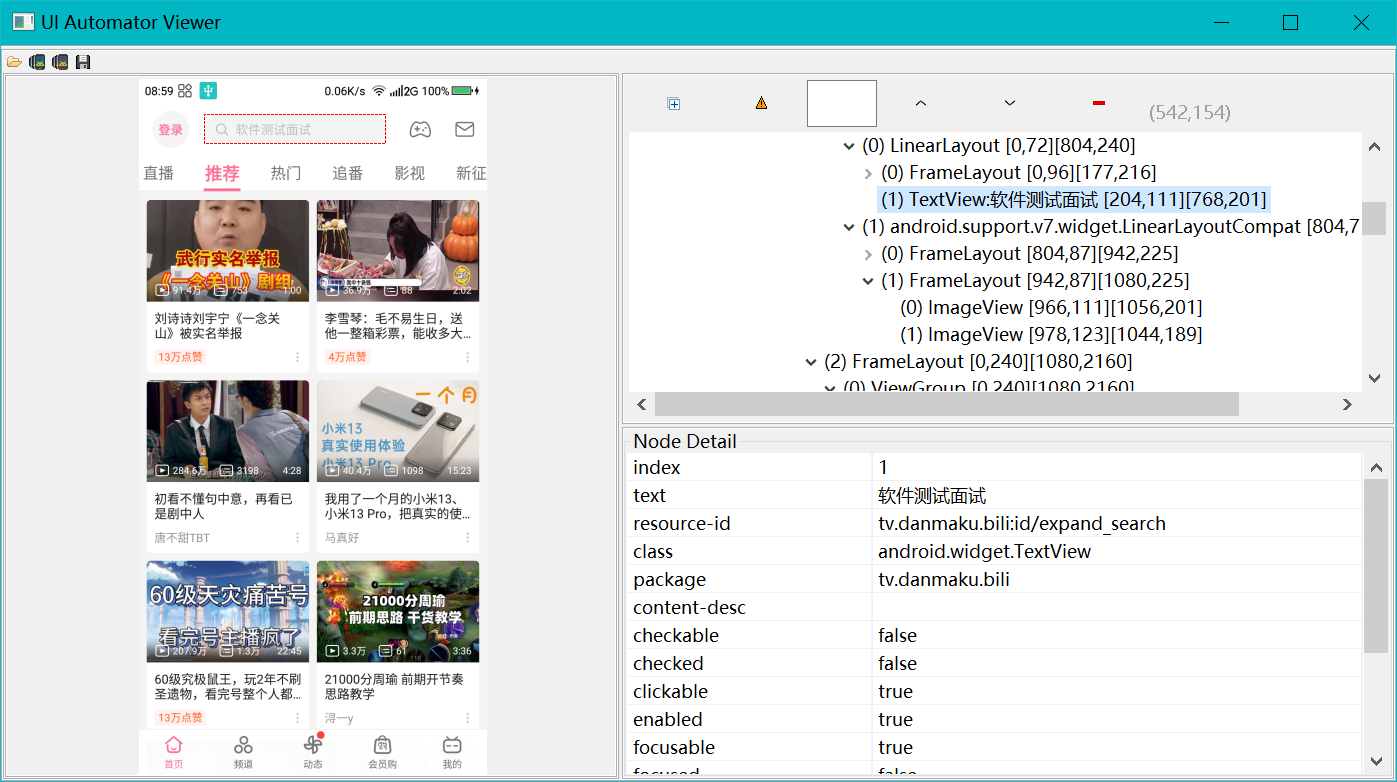 UI Automator Viewer
08:59
0.06K/s
2G 100%
登录
软件测试面试
直播 推荐 热门 追番 影视 新征
武行实名举报
《一念关山》剧组
91.4万 753 1:00
36.9万 88 2:02
刘诗诗刘宇宁《一念关
山》被实名举报
13万点赞
李雪琴：毛不易生日，送
他一整箱彩票，能收多大...
4万点赞
284.6万 3198 4:28
一个月
小米13
真实使用体验
小米13 Pro
40.4万 1098 15:23
初看不懂句中意，再看已
是剧中人
唐不甜TBT
我用了一个月的小米13、
小米13 Pro，把真实的使...
马真好
60级天灾痛苦号
看完号主播疯了
207.9万 1.3万 22:45
21000分周瑜
前期思路 干货教学
3.3万 61 3:36
60级究极鼠王，玩2年不刷
圣遗物，看完号整个人都...
13万点赞
21000分周瑜 前期开节奏
思路教学
浔一y
首页 频道 动态 会员购 我的
(542,154)
(0) LinearLayout [0,72][804,240]
(0) FrameLayout [0,96][177,216]
(1) TextView:软件测试面试 [204,111][768,201]
(1) android.support.v7.widget.LinearLayoutCompat [804,7
(0) FrameLayout [804,87][942,225]
(1) FrameLayout [942,87][1080,225]
(0) ImageView [966,111][1056,201]
(1) ImageView [978,123][1044,189]
(2) FrameLayout [0,240][1080,2160]
(0) ViewGroup [0,240][1080,2160]
Node Detail
index 1
text 软件测试面试
resource-id tv.danmaku.bili:id/expand_search
class android.widget.TextView
package tv.danmaku.bili
content-desc
checkable false
checked false
clickable true
enabled true
focusable true
focused false